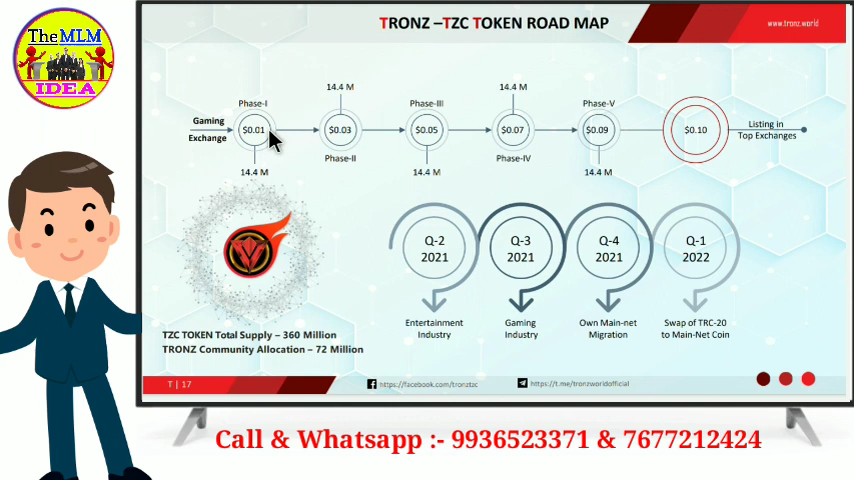 The MLM
IDEA
TRONZ –TZC TOKEN ROAD MAP
www.tronz.world
Gaming
Exchange
Phase-I
$0.01
14.4 M
14.4 M
$0.03
Phase-II
Phase-III
$0.05
14.4 M
14.4 M
$0.07
Phase-IV
Phase-V
$0.09
14.4 M
$0.10
Listing in
Top Exchanges
Q-2
2021
Entertainment
Industry
Q-3
2021
Gaming
Industry
Q-4
2021
Own Main-net
Migration
Q-1
2022
Swap of TRC-20
to Main-Net Coin
TZC TOKEN Total Supply – 360 Million
TRONZ Community Allocation – 72 Million
T | 17
https://facebook.com/tronztzc
https://t.me/tronzworldofficial
Call & Whatsapp :- 9936523371 & 7677212424